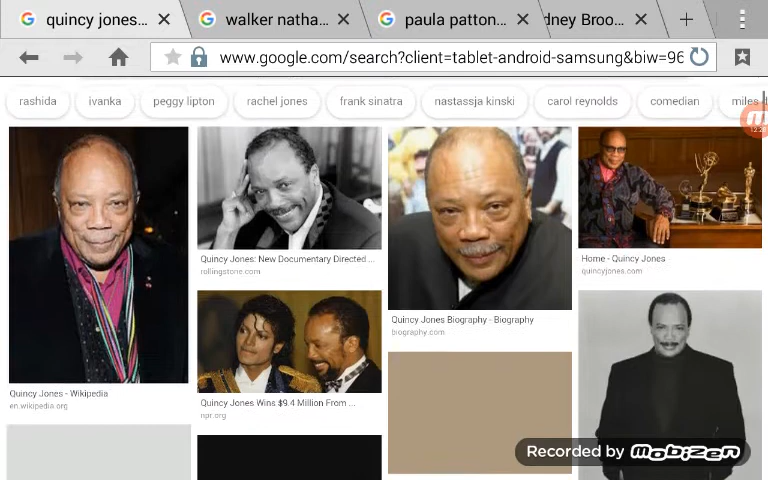 quincy jones...
walker natha...
paula patton...
dney Broo...
www.google.com/search?client=tablet-android-samsung&biw=96
rashida
ivanka
peggy lipton
rachel jones
frank sinatra
nastassja kinski
carol reynolds
comedian
miles
Quincy Jones: New Documentary Directed ...
rollingstone.com
Home - Quincy Jones
quincyjones.com
Quincy Jones Biography - Biography
biography.com
Quincy Jones - Wikipedia
en.wikipedia.org
Quincy Jones Wins $9.4 Million From ...
npr.org
Recorded by Mobizen